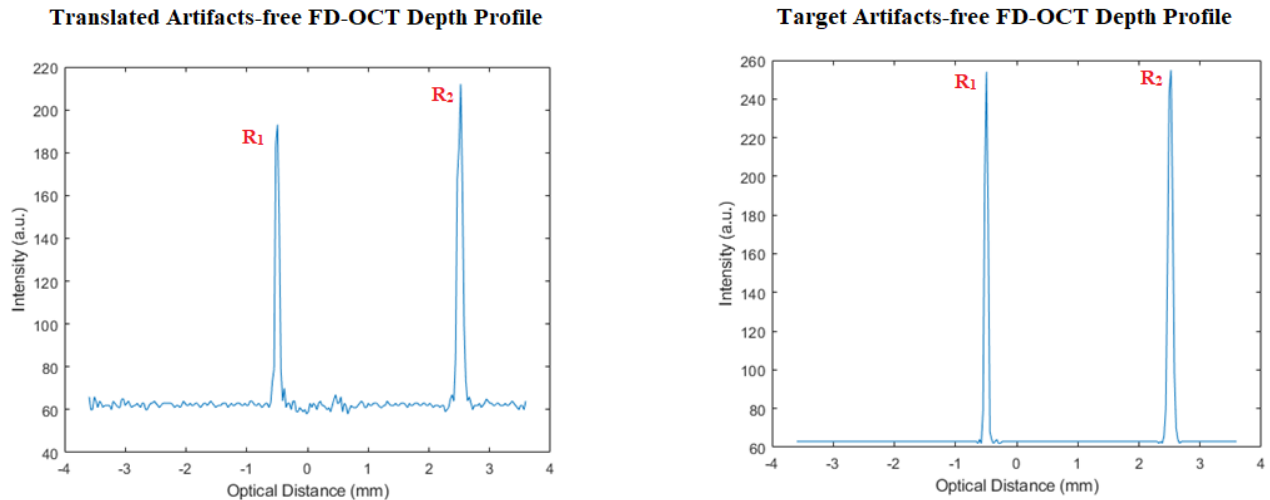 Translated Artifacts-free FD-OCT Depth Profile
220
200
180
160
140
120
100
80
60
40
Intensity (a.u.)
R1
R2
-4 -3 -2 -1 0 1 2 3 4
Optical Distance (mm)
Target Artifacts-free FD-OCT Depth Profile
260
240
220
200
180
160
140
120
100
80
60
Intensity (a.u.)
R1
R2
-4 -3 -2 -1 0 1 2 3 4
Optical Distance (mm)